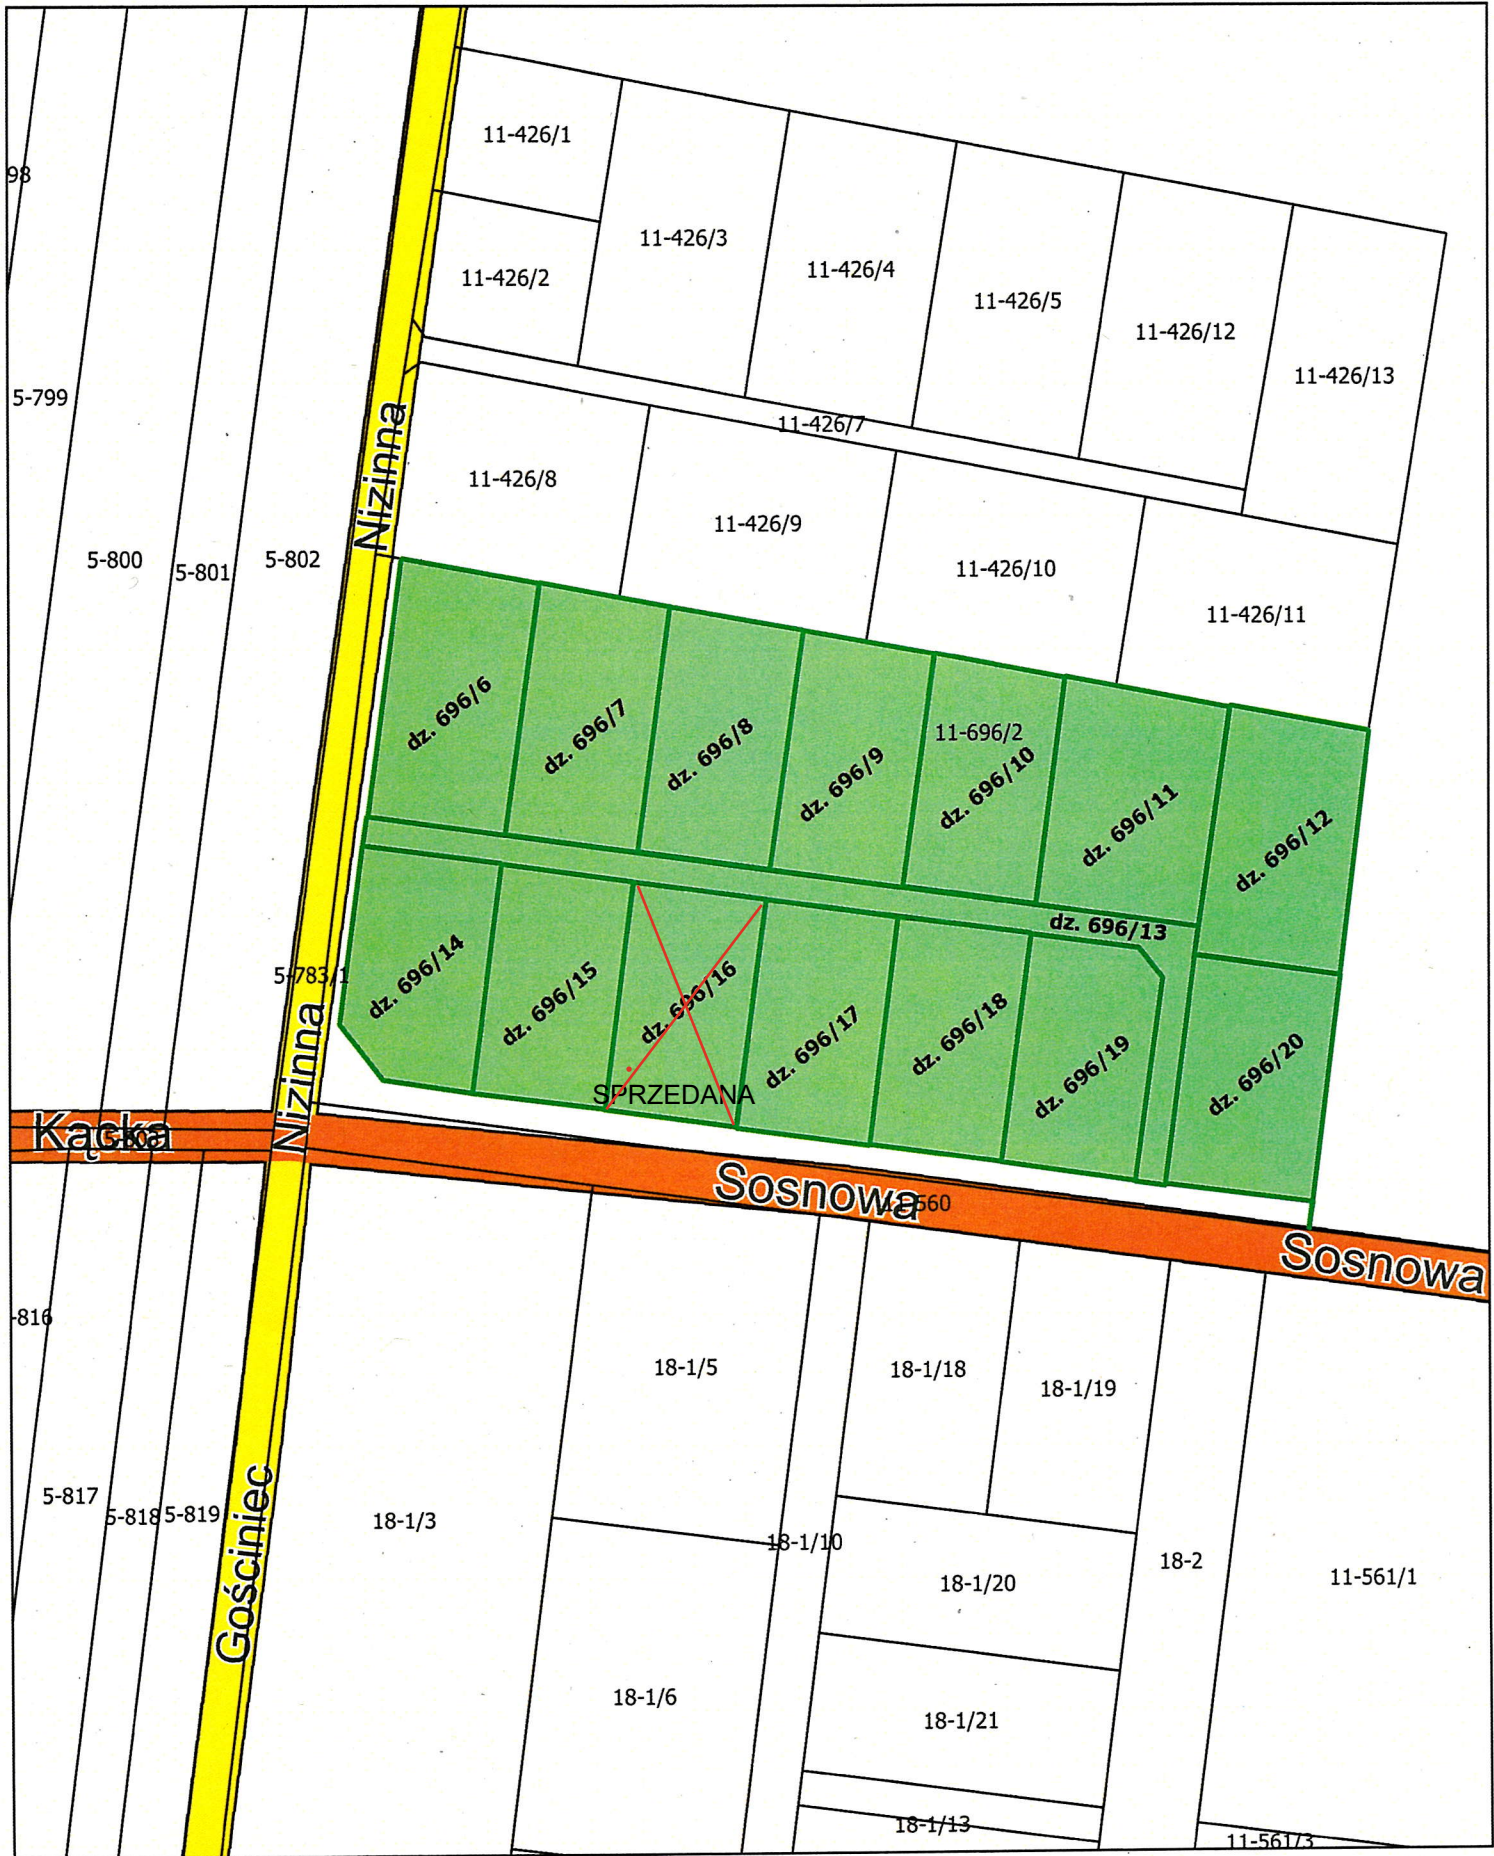 11-426/1
98
11-426/3
11-426/4
11-426/2
11-426/5
11-426/12
11-426/13
5-799
11-426/7
Nizinna
11-426/8
11-426/9
5-800
5-801
5-802
11-426/10
11-426/11
dz. 696/6
dz. 696/7
dz. 696/8
11-696/2
dz. 696/9
dz. 696/10
dz. 696/11
dz. 696/12
dz. 696/13
5-783/1
dz. 696/14
dz. 696/15
dz. 696/16
dz. 696/17
dz. 696/18
dz. 696/19
dz. 696/20
SPRZEDANA
Nizinna
Kącka
Sosnowa
11-560
Sosnowa
-816
18-1/5
18-1/18
18-1/19
5-817
5-818
5-819
Gościniec
18-1/3
18-1/10
18-1/20
18-2
11-561/1
18-1/6
18-1/21
18-1/13
11-561/3